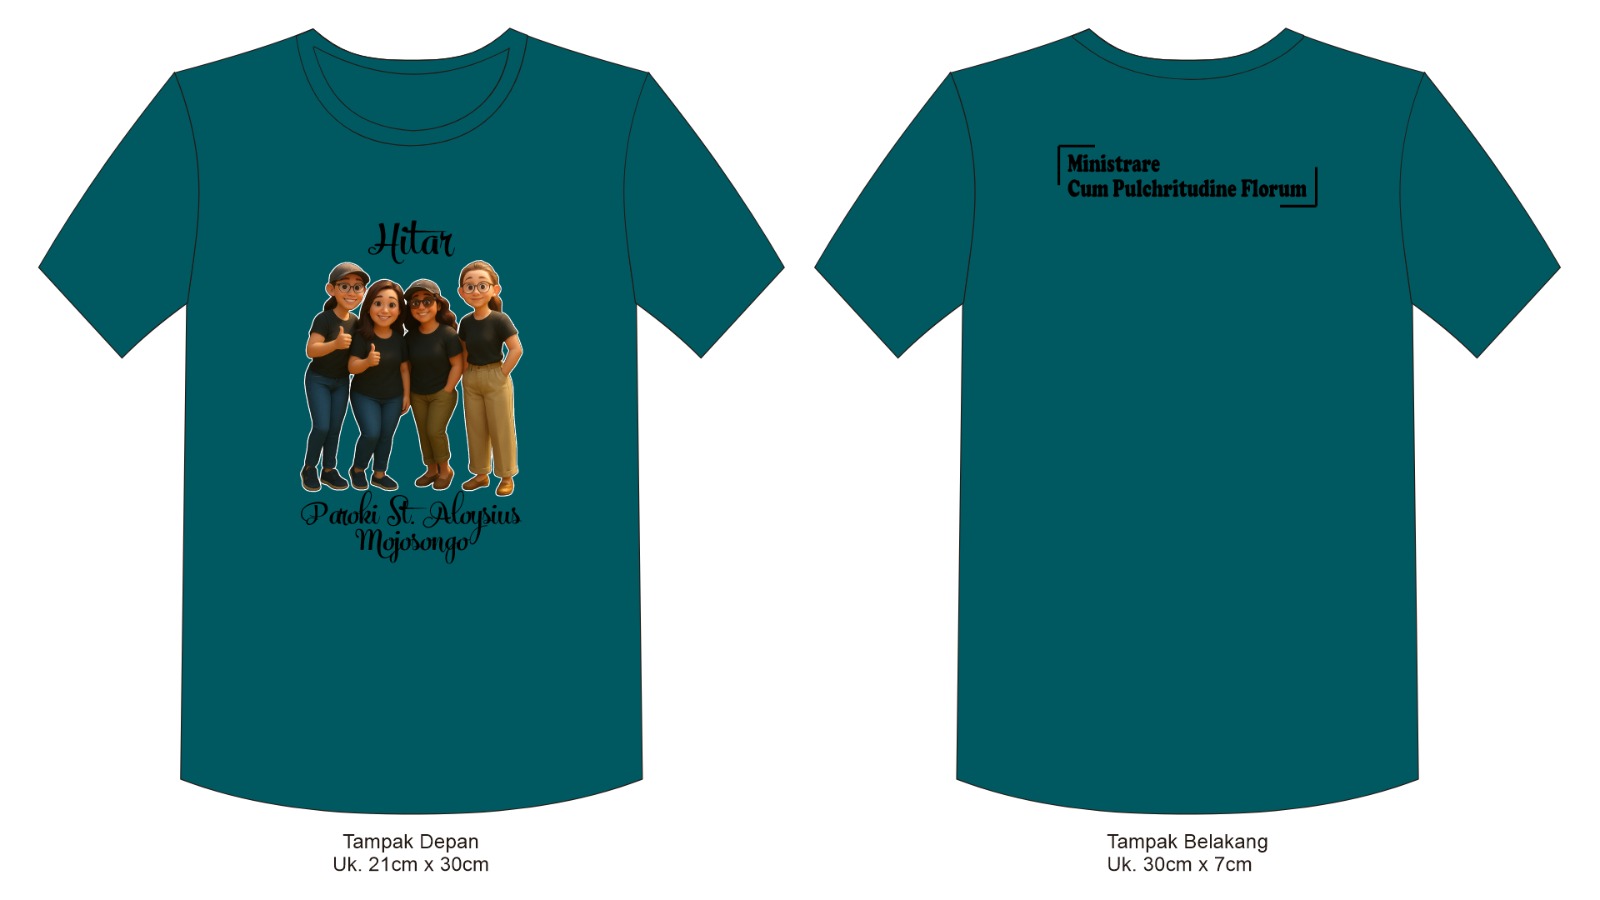 Hitar
Paroki St. Aloysius
Mojosongo
Tampak Depan
Uk. 21cm x 30cm
Ministrare
Cum Pulchritudine Florum
Tampak Belakang
Uk. 30cm x 7cm